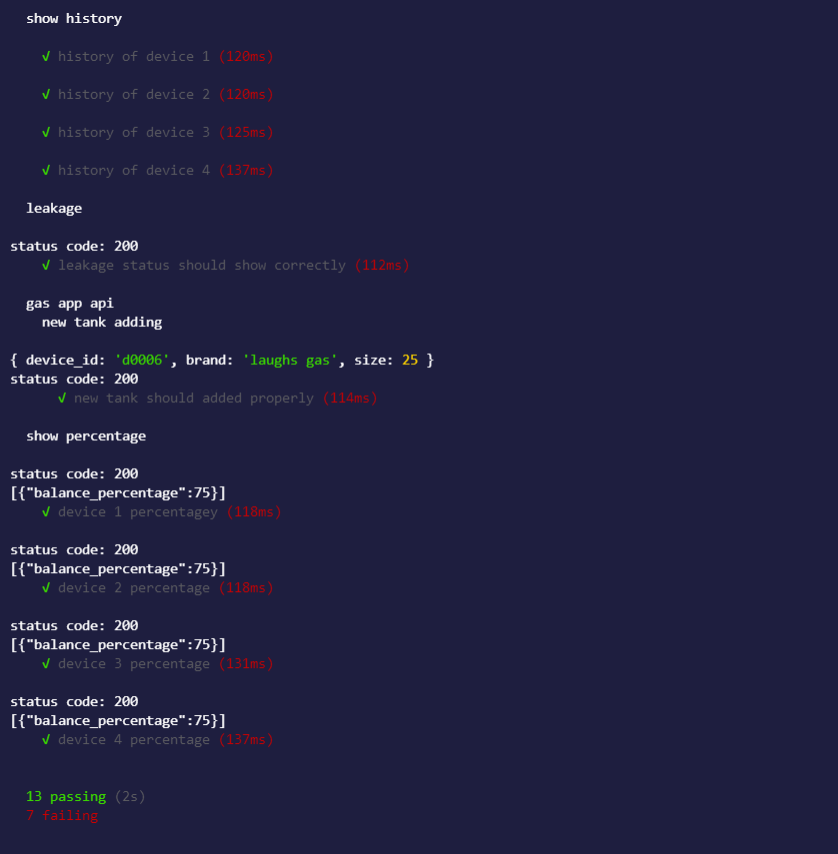 show history
√ history of device 1 (120ms)
√ history of device 2 (120ms)
√ history of device 3 (125ms)
√ history of device 4 (137ms)
leakage
status code: 200
√ leakage status should show correctly (112ms)
gas app api
new tank adding
{ device_id: 'd0006', brand: 'laughs gas', size: 25 }
status code: 200
√ new tank should added properly (114ms)
show percentage
status code: 200
[{"balance_percentage":75}]
√ device 1 percentagey (118ms)
status code: 200
[{"balance_percentage":75}]
√ device 2 percentage (118ms)
status code: 200
[{"balance_percentage":75}]
√ device 3 percentage (131ms)
status code: 200
[{"balance_percentage":75}]
√ device 4 percentage (137ms)
13 passing (2s)
7 failing